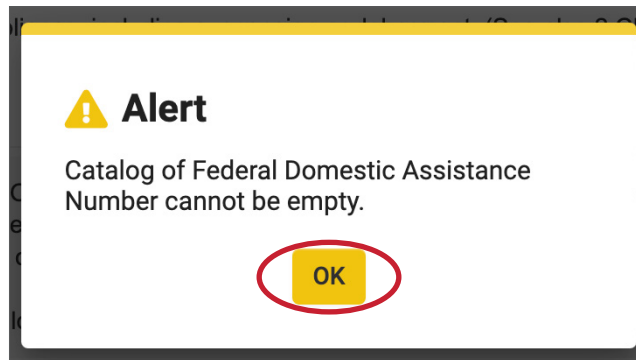 Alert
Catalog of Federal Domestic Assistance
Number cannot be empty.
OK